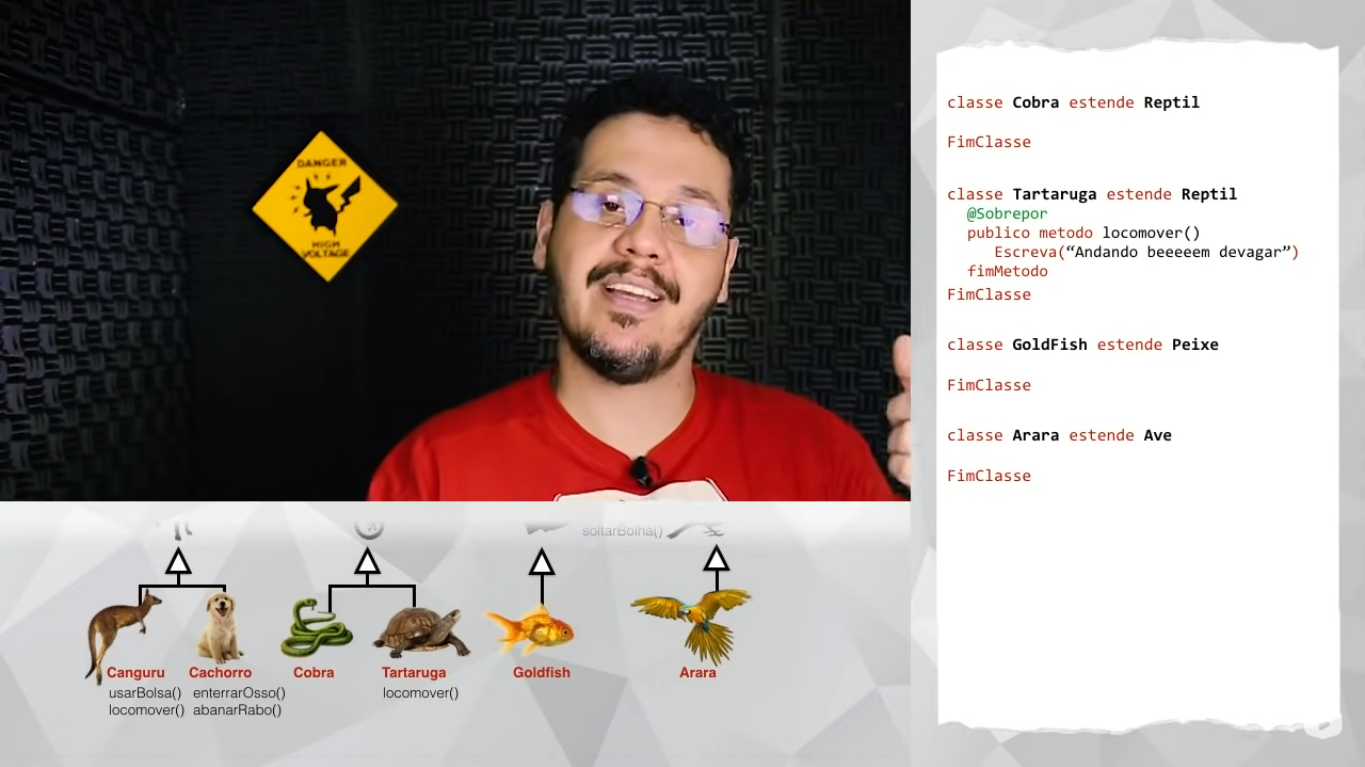 DANGER
HIGH
VOLTAGE
soltarBolha()
Canguru
Cachorro
Cobra
Tartaruga
Goldfish
Arara
usarBolsa()
enterrarOsso()
locomover()
locomover()
abanarRabo()
classe Cobra estende Reptil
FimClasse
classe Tartaruga estende Reptil
@Sobrepor
publico metodo locomover()
Escreva(“Andando beeeeem devagar”)
fimMetodo
FimClasse
classe GoldFish estende Peixe
FimClasse
classe Arara estende Ave
FimClasse